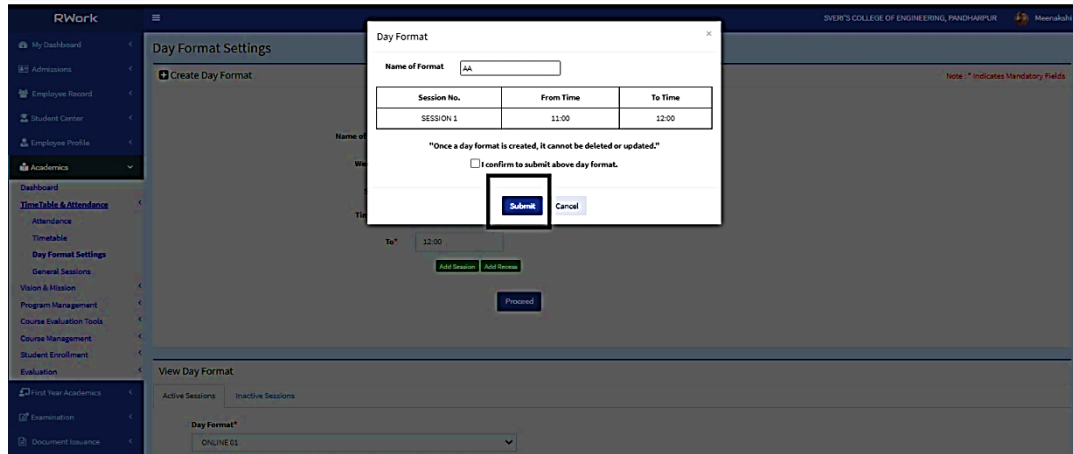 RWork
SVERI'S COLLEGE OF ENGINEERING, PANDHARPUR Meenakshi
My Dashboard
Admissions
Employee Record
Student Center
Employee Profile
Academics
Dashboard
TimeTable & Attendance
Attendance
Timetable
Day Format Settings
General Sessions
Vision & Mission
Program Management
Course Evaluation Tools
Course Management
Student Enrollment
Evaluation
First Year Academics
Examination
Document Issuance
Day Format Settings
Create Day Format
Note : * Indicates Mandatory Fields
Name of
To* 12:00
Add Session Add Recess
Proceed
Day Format ×
Name of Format AA
Session No. From Time To Time
SESSION 1 11:00 12:00
"Once a day format is created, it cannot be deleted or updated."
I confirm to submit above day format.
Submit Cancel
View Day Format
Active Sessions Inactive Sessions
Day Format*
ONLINE 01